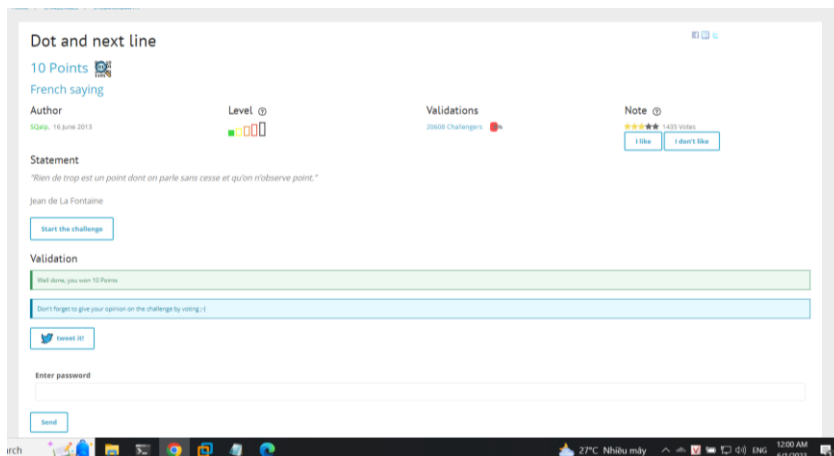 Dot and next line
10 Points
French saying
Author
Level
Validations
Note
SQaip, 16 June 2013
20608 Challengers
1435 Votes
I like
I don't like
Statement
"Rien de trop est un point dont on parle sans cesse et qu'on n'observe point."
Jean de La Fontaine
Start the challenge
Validation
Well done, you won 10 Points
Don't forget to give your opinion on the challenge by voting ;-)
tweet it!
Enter password
Send
arch
27°C Nhiều mây
ENG
12:00 AM